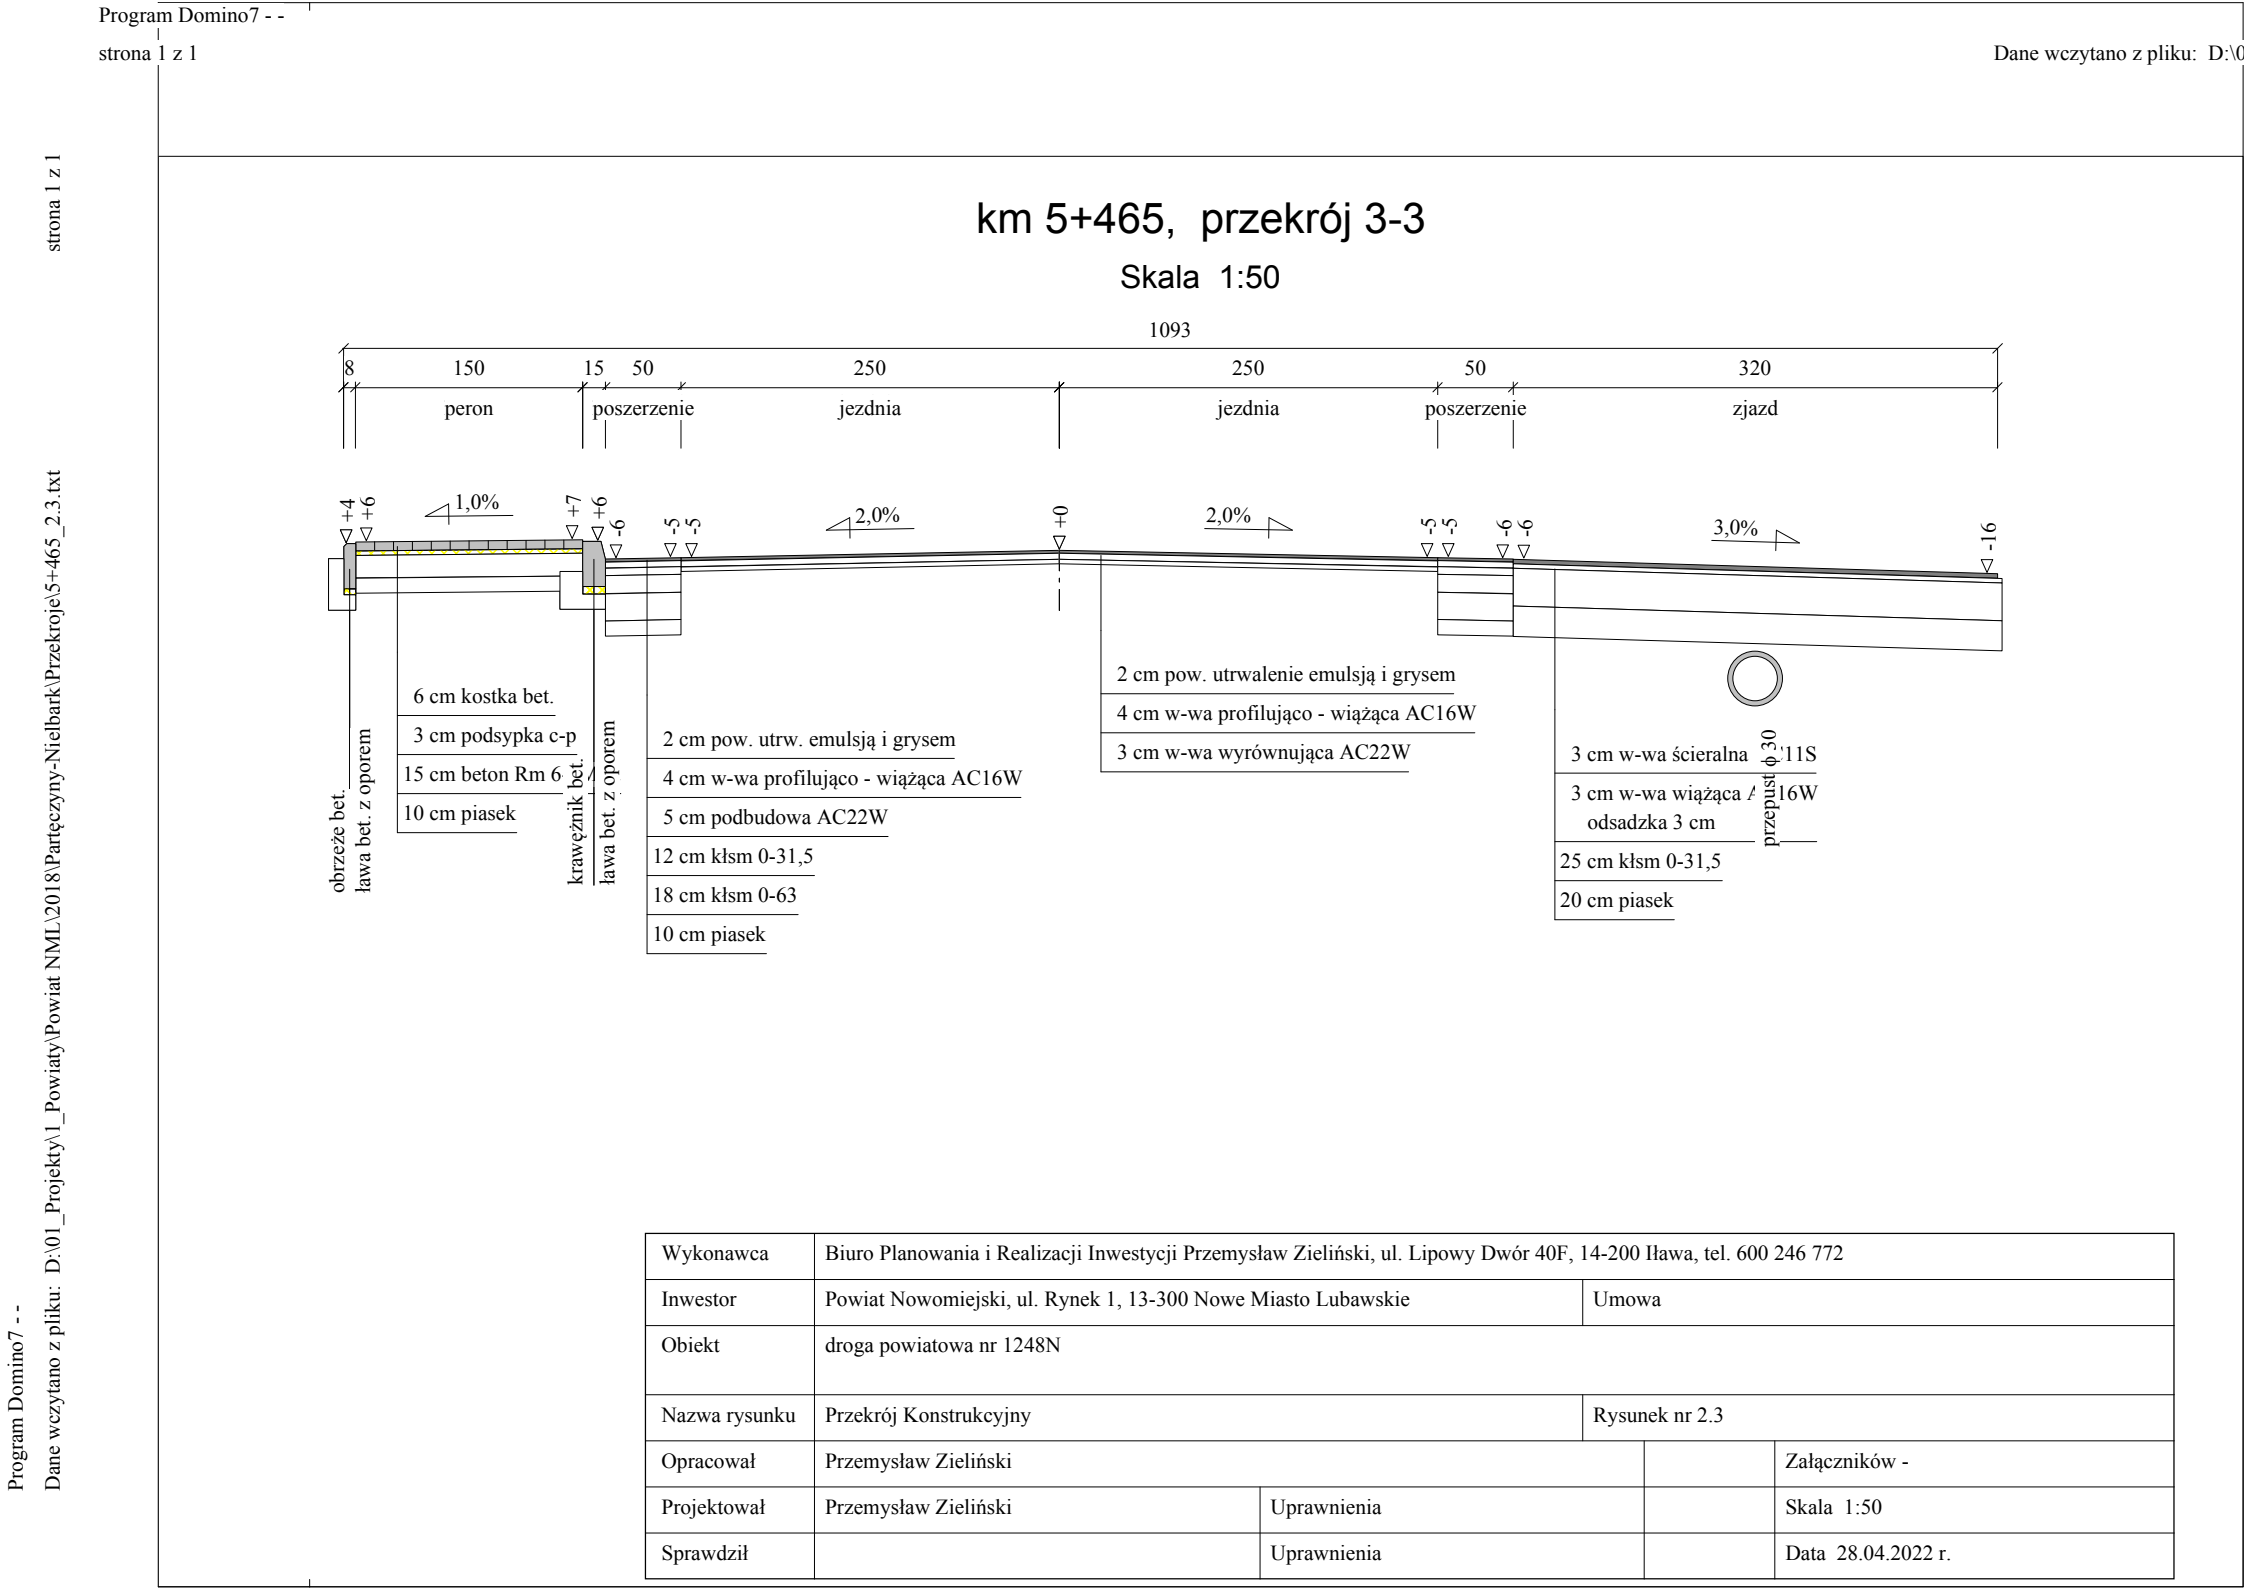 Program Domino7 - -
strona 1 z 1
Dane wczytano z pliku: D:\0
strona 1 z 1
Program Domino7 - -
Dane wczytano z pliku: D:\01_Projekty\1_Powiaty\Powiat NML\2018\Partęczyny-Nielbark\Przekroje\5+465_2.3.txt
km 5+465, przekrój 3-3
Skala 1:50
1093
8 150 15 50 250 250 50 320
peron poszerzenie jezdnia jezdnia poszerzenie zjazd
+4 +6 1,0% +7 +6 -6 -5 -5 2,0% +0 2,0% -5 -5 -6 -6 3,0% -16
6 cm kostka bet.
3 cm podsypka c-p
15 cm beton Rm 6-
10 cm piasek
obrzeże bet.
ława bet. z oporem
krawężnik bet.
ława bet. z oporem
2 cm pow. utrw. emulsją i grysem
4 cm w-wa profilująco - wiążąca AC16W
5 cm podbudowa AC22W
12 cm kłsm 0-31,5
18 cm kłsm 0-63
10 cm piasek
2 cm pow. utrwalenie emulsją i grysem
4 cm w-wa profilująco - wiążąca AC16W
3 cm w-wa wyrównująca AC22W
3 cm w-wa ścieralna 11S
3 cm w-wa wiążąca 16W
odsadzka 3 cm
25 cm kłsm 0-31,5
20 cm piasek
przepust ϕ 30
Wykonawca Biuro Planowania i Realizacji Inwestycji Przemysław Zieliński, ul. Lipowy Dwór 40F, 14-200 Iława, tel. 600 246 772
Inwestor Powiat Nowomiejski, ul. Rynek 1, 13-300 Nowe Miasto Lubawskie Umowa
Obiekt droga powiatowa nr 1248N
Nazwa rysunku Przekrój Konstrukcyjny Rysunek nr 2.3
Opracował Przemysław Zieliński Załączników -
Projektował Przemysław Zieliński Uprawnienia Skala 1:50
Sprawdził Uprawnienia Data 28.04.2022 r.